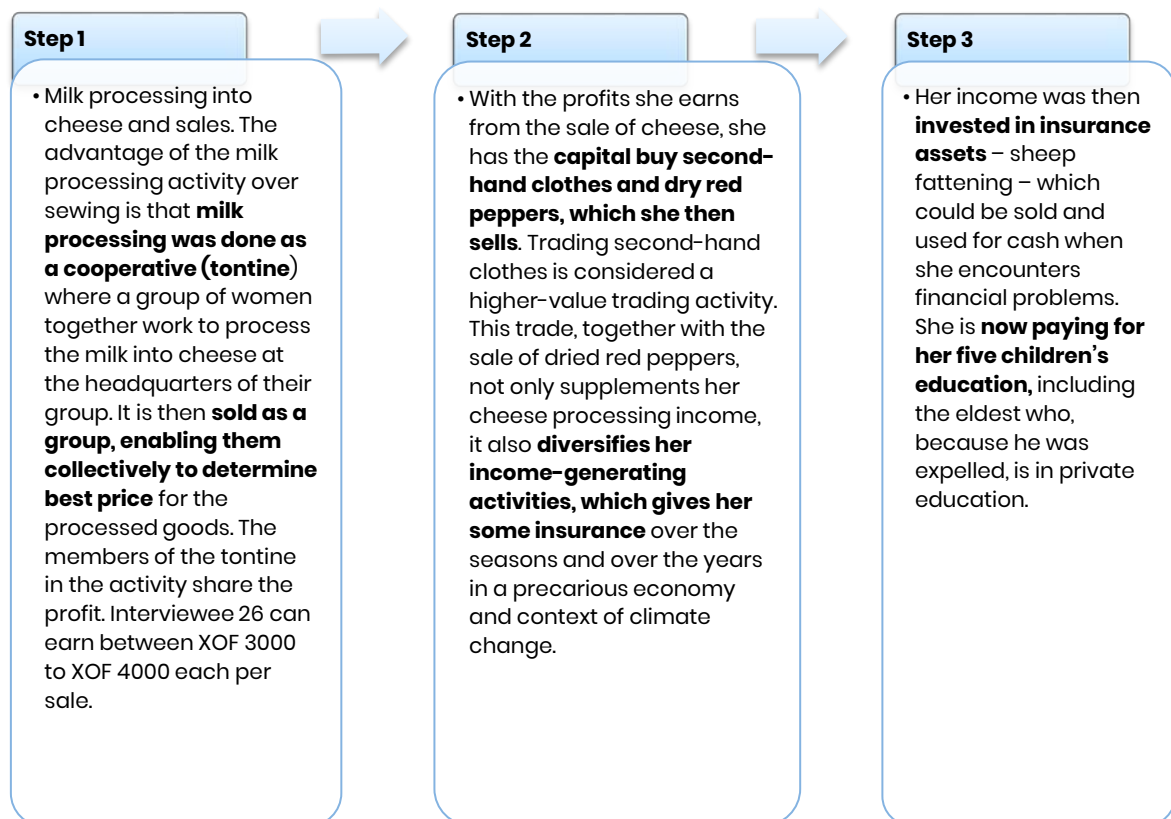 Step 1
• Milk processing into
cheese and sales. The
advantage of the milk
processing activity over
sewing is that milk
processing was done as
a cooperative (tontine)
where a group of women
together work to process
the milk into cheese at
the headquarters of their
group. It is then sold as a
group, enabling them
collectively to determine
best price for the
processed goods. The
members of the tontine
in the activity share the
profit. Interviewee 26 can
earn between XOF 3000
to XOF 4000 each per
sale.
Step 2
• With the profits she earns
from the sale of cheese, she
has the capital buy second-
hand clothes and dry red
peppers, which she then
sells. Trading second-hand
clothes is considered a
higher-value trading activity.
This trade, together with the
sale of dried red peppers,
not only supplements her
cheese processing income,
it also diversifies her
income-generating
activities, which gives her
some insurance over the
seasons and over the years
in a precarious economy
and context of climate
change.
Step 3
• Her income was then
invested in insurance
assets – sheep
fattening – which
could be sold and
used for cash when
she encounters
financial problems.
She is now paying for
her five children's
education, including
the eldest who,
because he was
expelled, is in private
education.